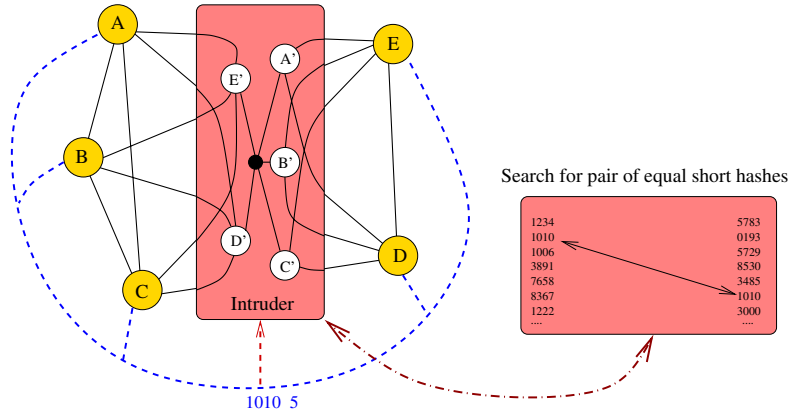 A
E
A'
E'
B
B'
D'
C'
D
C
Intruder
1010 5
Search for pair of equal short hashes
1234 5783
1010 0193
1006 5729
3891 8530
7658 3485
8367 1010
1222 3000
.... ....